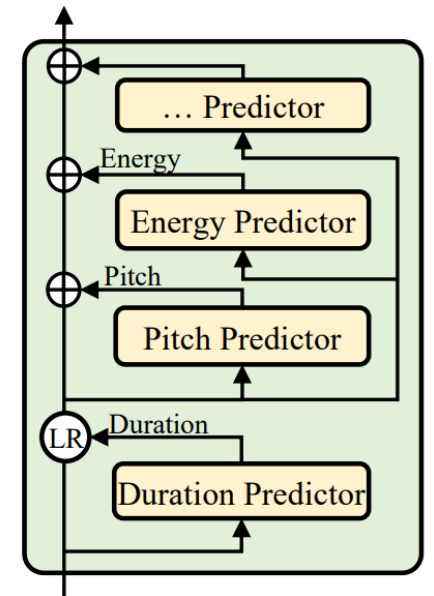 ... Predictor
Energy
Energy Predictor
Pitch
Pitch Predictor
LR
Duration
Duration Predictor